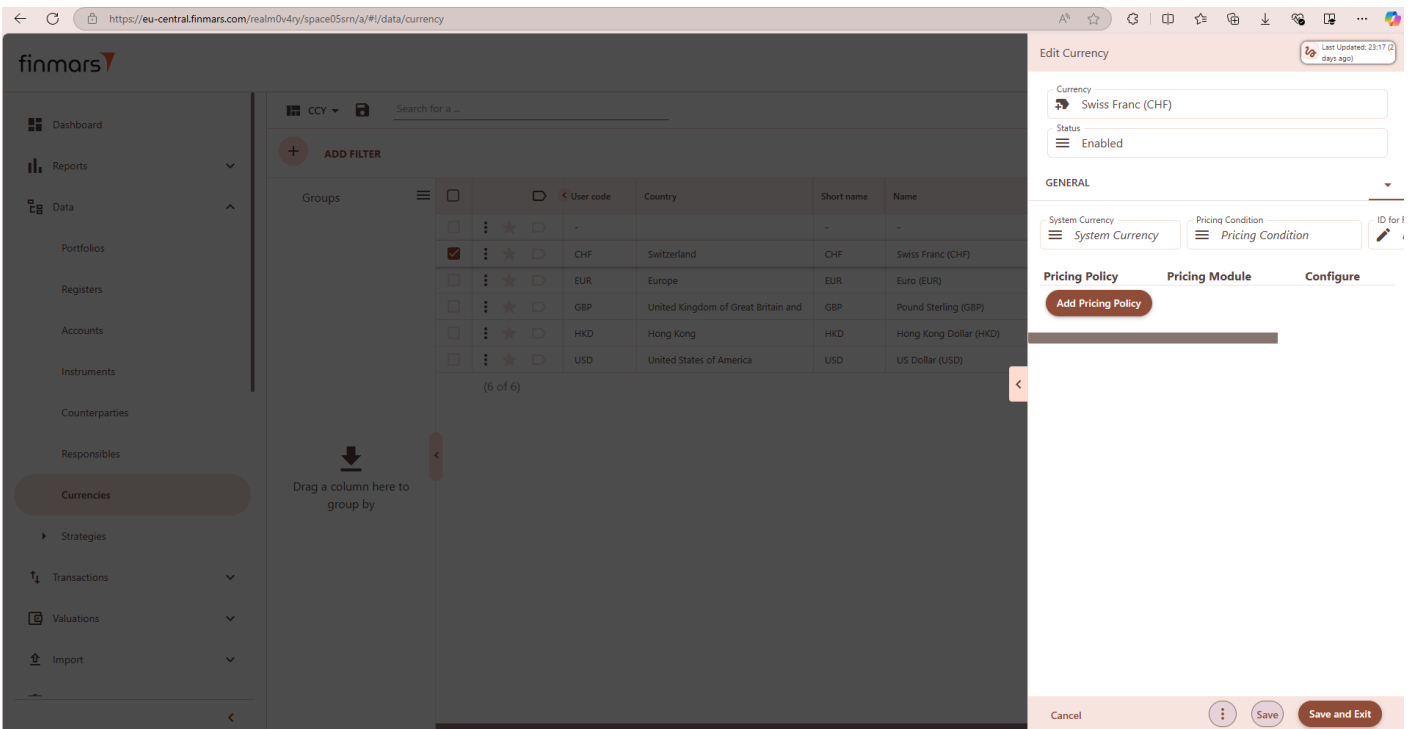 https://eu-central.finmars.com/realm0v4ry/space05srn/a/#!/data/currency
finmars
Dashboard
Reports
Data
Portfolios
Registers
Accounts
Instruments
Counterparties
Responsibles
Currencies
Strategies
Transactions
Valuations
Import
CCY
Search for a ...
ADD FILTER
Groups
Drag a column here to
group by
User code Country Short name Name
- - -
CHF Switzerland CHF Swiss Franc (CHF)
EUR Europe EUR Euro (EUR)
GBP United Kingdom of Great Britain and GBP Pound Sterling (GBP)
HKD Hong Kong HKD Hong Kong Dollar (HKD)
USD United States of America USD US Dollar (USD)
(6 of 6)
Edit Currency
Last Updated: 23:17 (2
days ago)
Currency
Swiss Franc (CHF)
Status
Enabled
GENERAL
System Currency Pricing Condition ID for
System Currency Pricing Condition
Pricing Policy Pricing Module Configure
Add Pricing Policy
Cancel Save Save and Exit